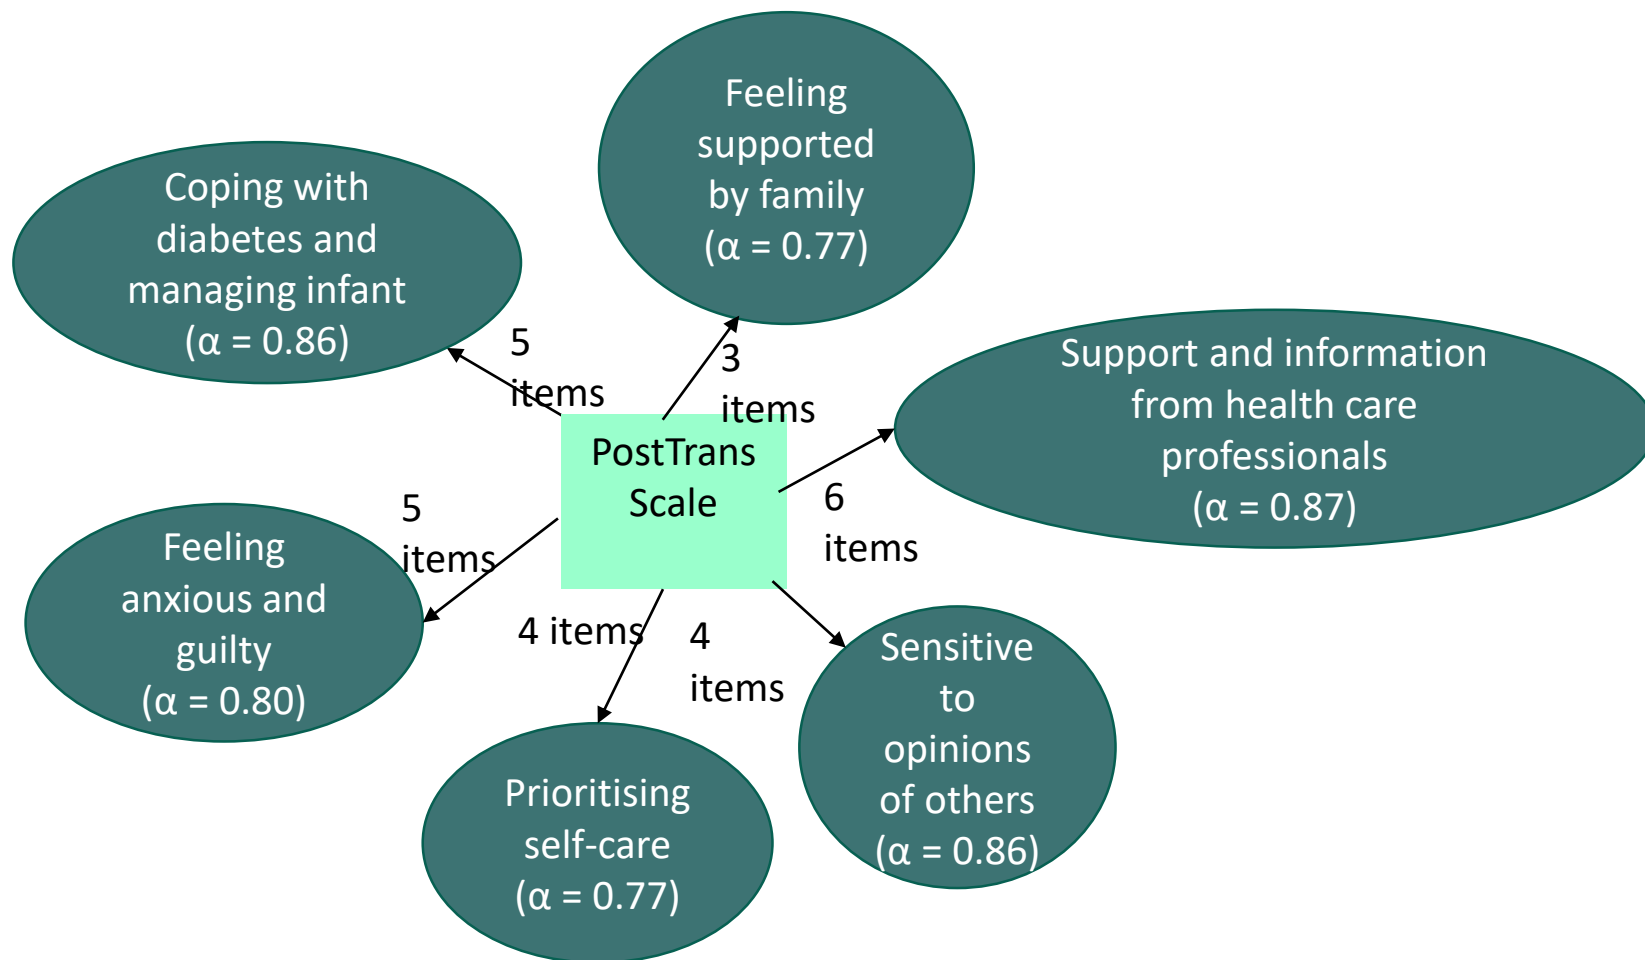 Feeling
supported
by family
(α = 0.77)
Coping with
diabetes and
managing infant
(α = 0.86)
5
items
3
items
Support and information
from health care
professionals
(α = 0.87)
PostTrans
Scale
6
items
5
items
Feeling
anxious and
guilty
(α = 0.80)
4 items
4
items
Sensitive
to
opinions
of others
(α = 0.86)
Prioritising
self-care
(α = 0.77)